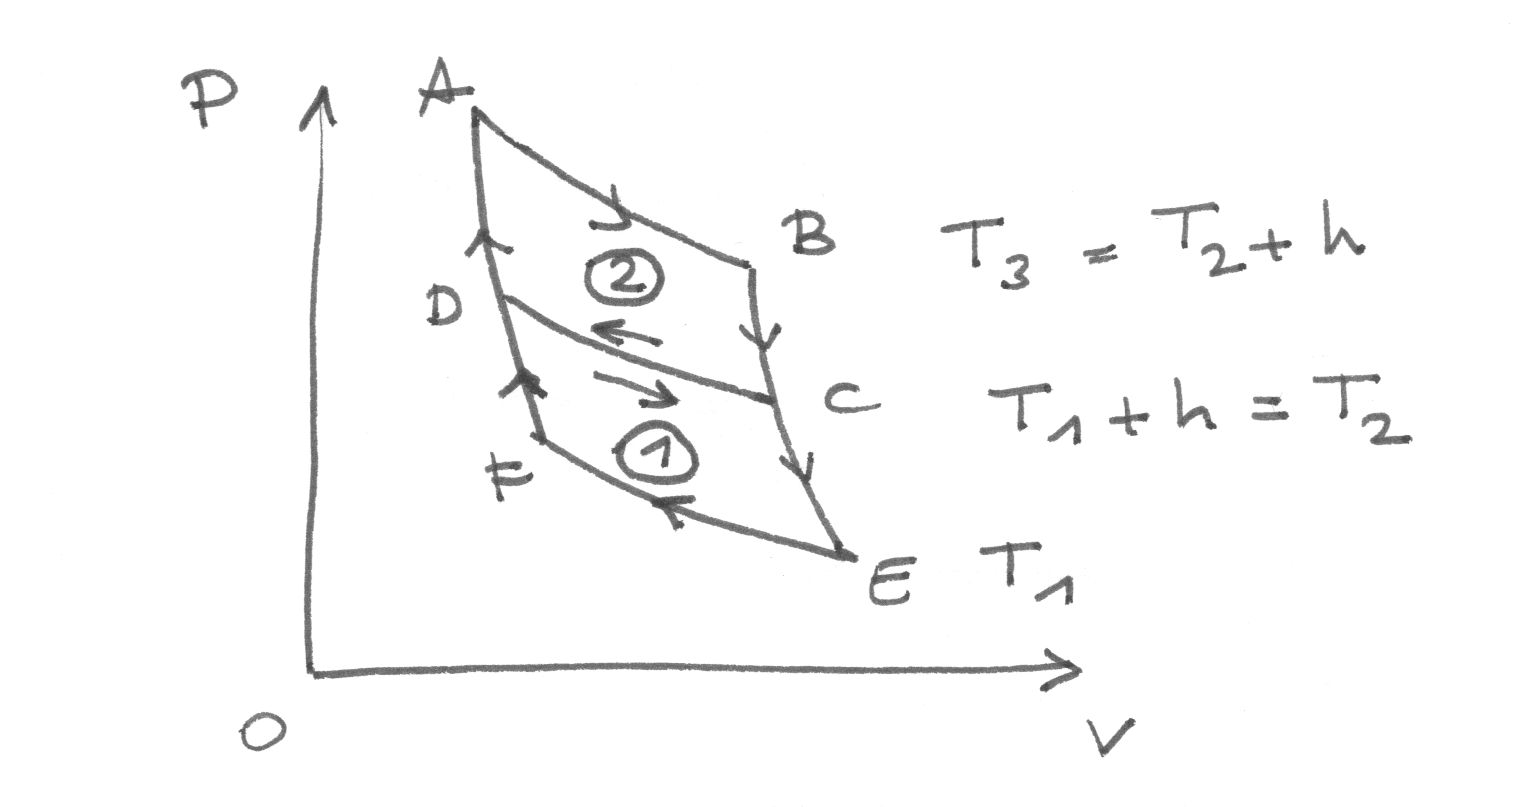 P
A
B T₃ = T₂ + h
②
D
C T₁ + h = T₂
①
F
E T₁
O
V